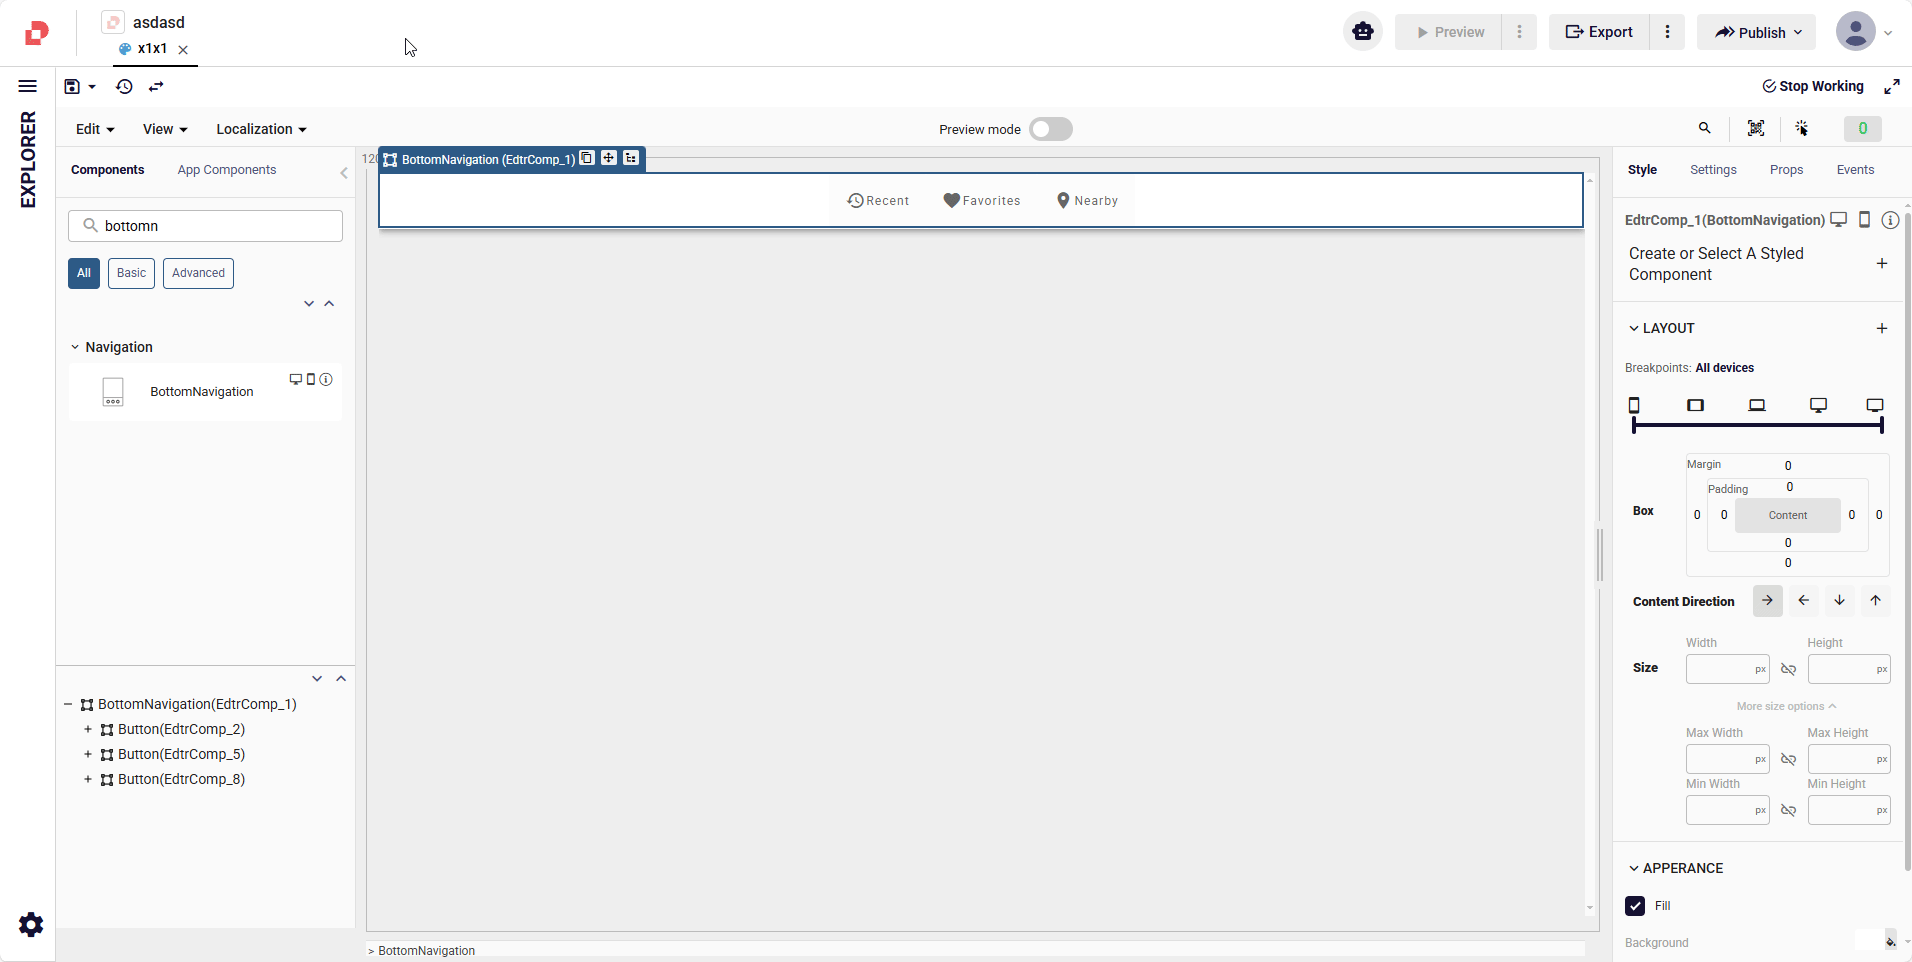 asdasd
x1x1
Preview
Export
Publish
EXPLORER
Stop Working
Edit
View
Localization
Preview mode
0
Components
App Components
bottomn
All
Basic
Advanced
Navigation
BottomNavigation
BottomNavigation(EdtrComp_1)
Button(EdtrComp_2)
Button(EdtrComp_5)
Button(EdtrComp_8)
120
BottomNavigation (EdtrComp_1)
Recent
Favorites
Nearby
> BottomNavigation
Style
Settings
Props
Events
EdtrComp_1(BottomNavigation)
Create or Select A Styled
Component
LAYOUT
Breakpoints: All devices
Box
Margin
0
Padding
0
0
0
Content
0
0
0
0
Content Direction
Size
Width
Height
px
px
More size options
Max Width
Max Height
px
px
Min Width
Min Height
px
px
APPERANCE
Fill
Background